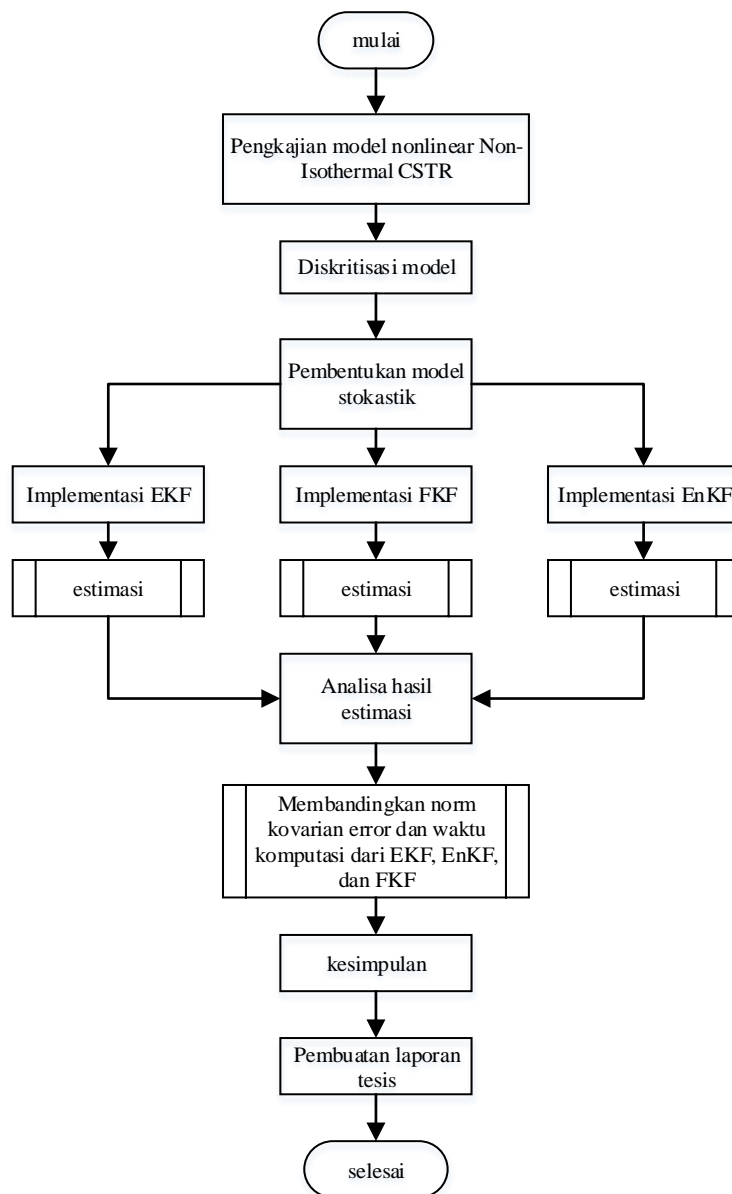 mulai
Pengkajian model nonlinear Non-
Isothermal CSTR
Diskritisasi model
Pembentukan model
stokastik
Implementasi EKF
Implementasi FKF
Implementasi EnKF
estimasi
estimasi
estimasi
Analisa hasil
estimasi
Membandingkan norm
kovarian error dan waktu
komputasi dari EKF, EnKF,
dan FKF
kesimpulan
Pembuatan laporan
tesis
selesai